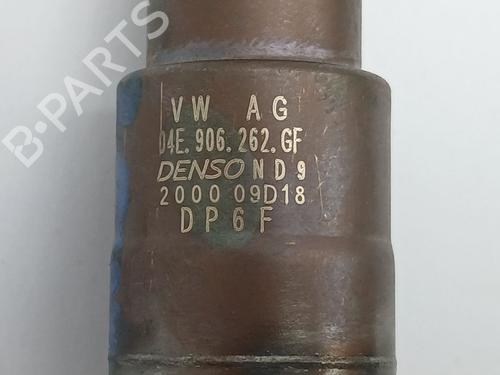 B-PARTS
VW AG
04E.906.262.GF
DENSO ND9
2000 09D18
DP6F